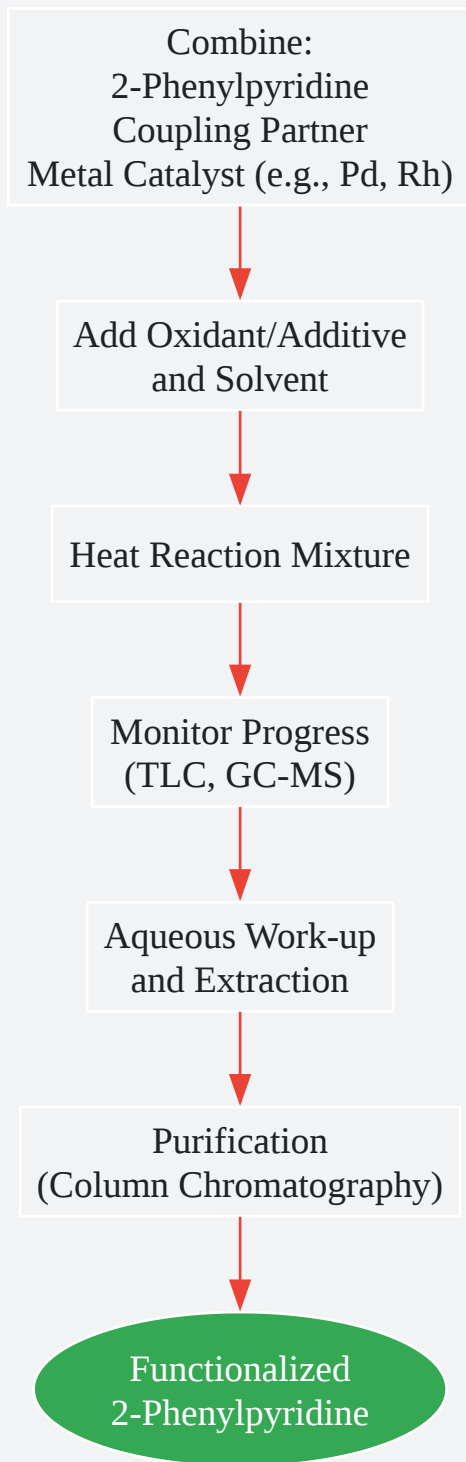 Combine:
2-Phenylpyridine
Coupling Partner
Metal Catalyst (e.g., Pd, Rh)
Add Oxidant/Additive
and Solvent
Heat Reaction Mixture
Monitor Progress
(TLC, GC-MS)
Aqueous Work-up
and Extraction
Purification
(Column Chromatography)
Functionalized
2-Phenylpyridine